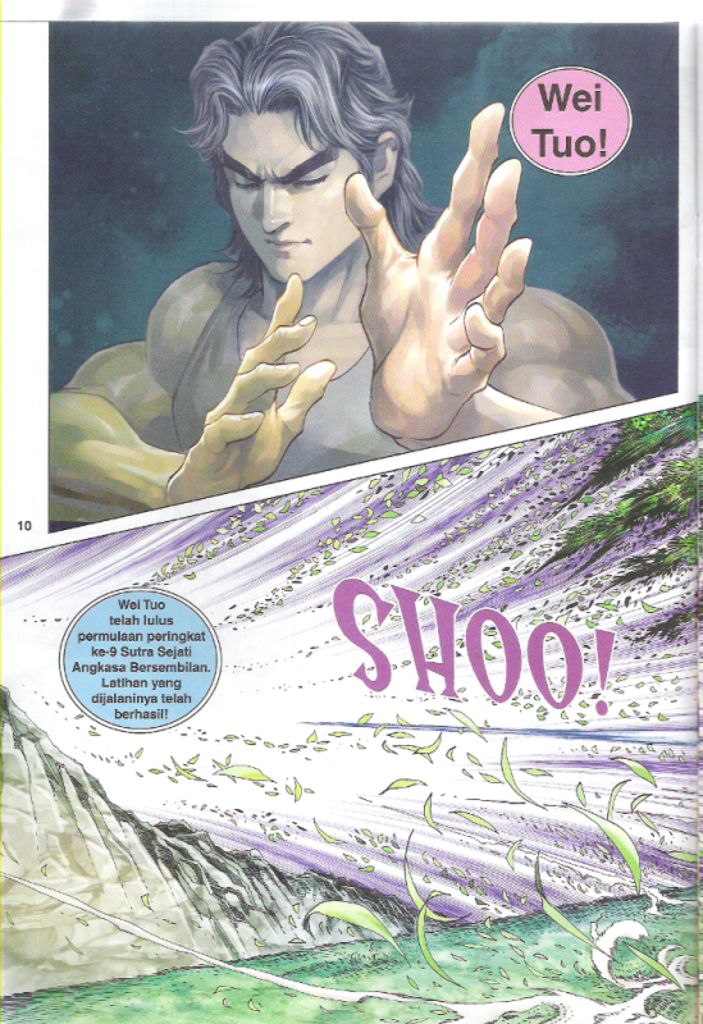 Wei
Tuo!
10
Wei Tuo
telah lulus
permulaan peringkat
ke-9 Sutra Sejati
Angkasa Bersembilan.
Latihan yang
dijalaninya telah
berhasil!
SHOO!